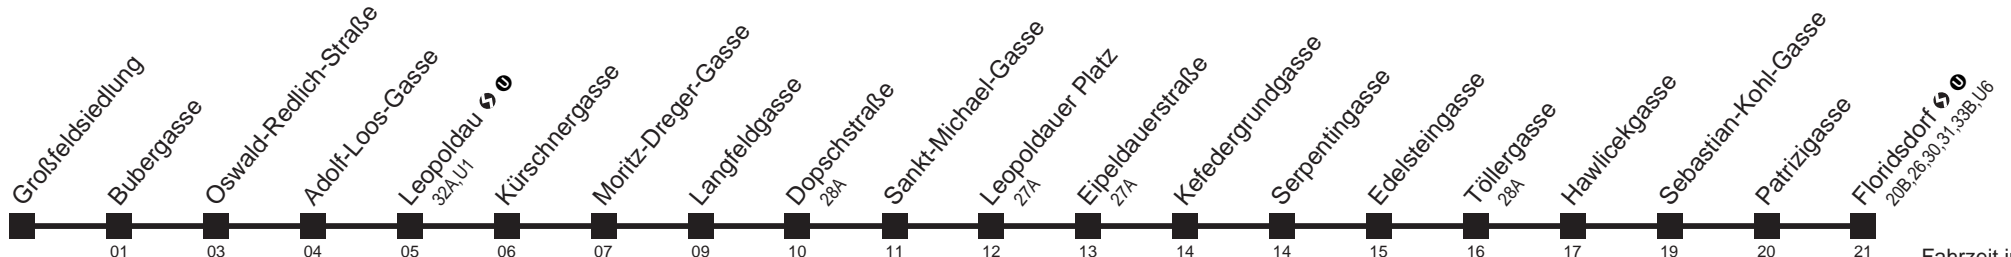 Großfeldsiedlung
Bubergasse
Oswald-Redlich-Straße
Adolf-Loos-Gasse
Leopoldau S U
32A,U1
Kürschnergasse
Moritz-Dreger-Gasse
Langfeldgasse
Dopschstraße
28A
Sankt-Michael-Gasse
Leopoldauer Platz
27A
Eipeldauerstraße
27A
Kefedergrundgasse
Serpentingasse
Edelsteingasse
Töllergasse
28A
Hawlicekgasse
Sebastian-Kohl-Gasse
Patrizigasse
Floridsdorf S U
20B,26,30,31,33B,U6
01 03 04 05 06 07 09 10 11 12 13 14 14 15 16 17 19 20 21
Fahrzeit